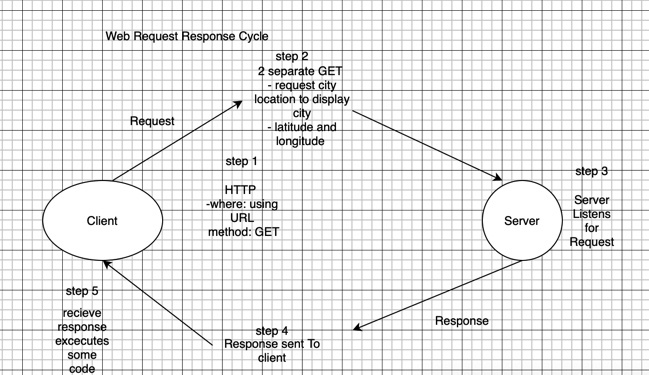 Web Request Response Cycle
step 2
2 separate GET
- request city
location to display
city
- latitude and
longitude
Request
step 1
HTTP
-where: using
URL
method: GET
Client
Server
step 3
Server
Listens
for
Request
step 5
recieve
response
excecutes
some
code
step 4
Response sent To
client
Response